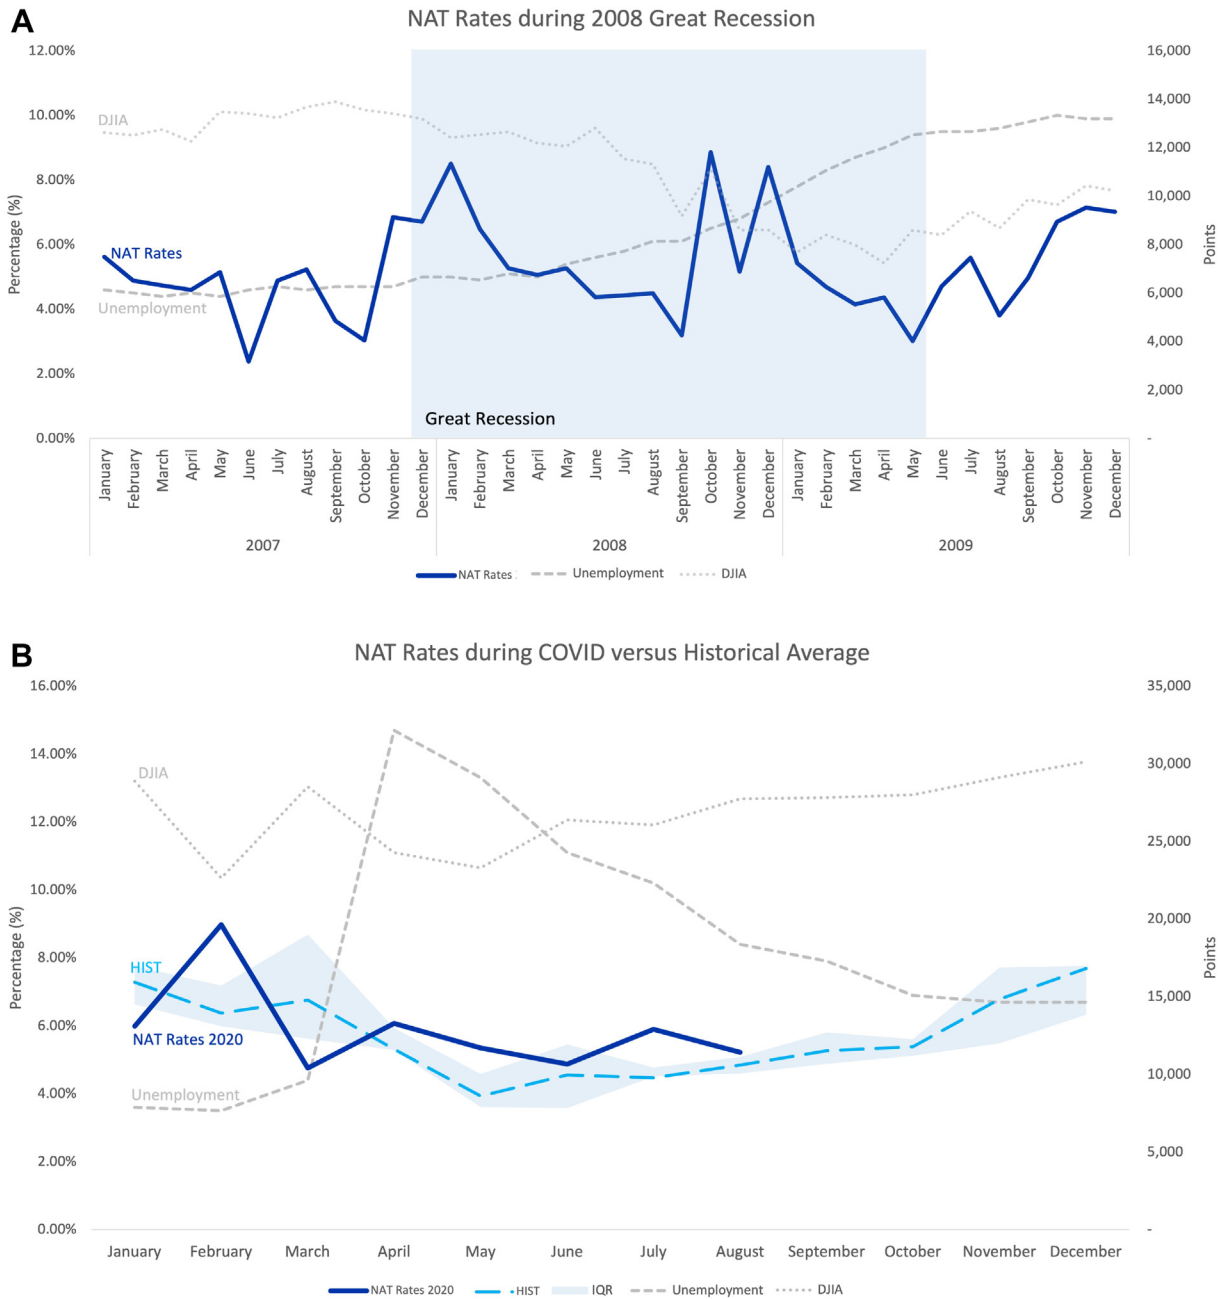 A
NAT Rates during 2008 Great Recession
12.00%
10.00%
8.00%
6.00%
4.00%
2.00%
0.00%
Percentage (%)
16,000
14,000
12,000
10,000
8,000
6,000
4,000
2,000
-
Points
DJIA
NAT Rates
Unemployment
Great Recession
January February March April May June July August September October November December January February March April May June July August September October November December January February March April May June July August September October November December
2007 2008 2009
NAT Rates Unemployment DJIA
B
NAT Rates during COVID versus Historical Average
16.00%
14.00%
12.00%
10.00%
8.00%
6.00%
4.00%
2.00%
0.00%
Percentage (%)
35,000
30,000
25,000
20,000
15,000
10,000
5,000
-
Points
DJIA
HIST
NAT Rates 2020
Unemployment
January February March April May June July August September October November December
NAT Rates 2020 HIST IQR Unemployment DJIA